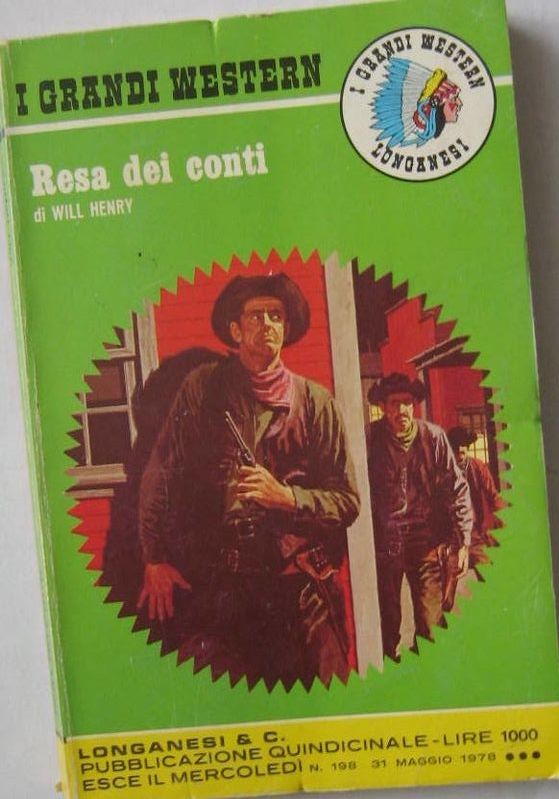 I GRANDI WESTERN
I GRANDI WESTERN
LONGANESI
Resa dei conti
di WILL HENRY
LONGANESI & C.
PUBBLICAZIONE QUINDICINALE - LIRE 1000
ESCE IL MERCOLEDÌ N. 198 31 MAGGIO 1978 ●●●